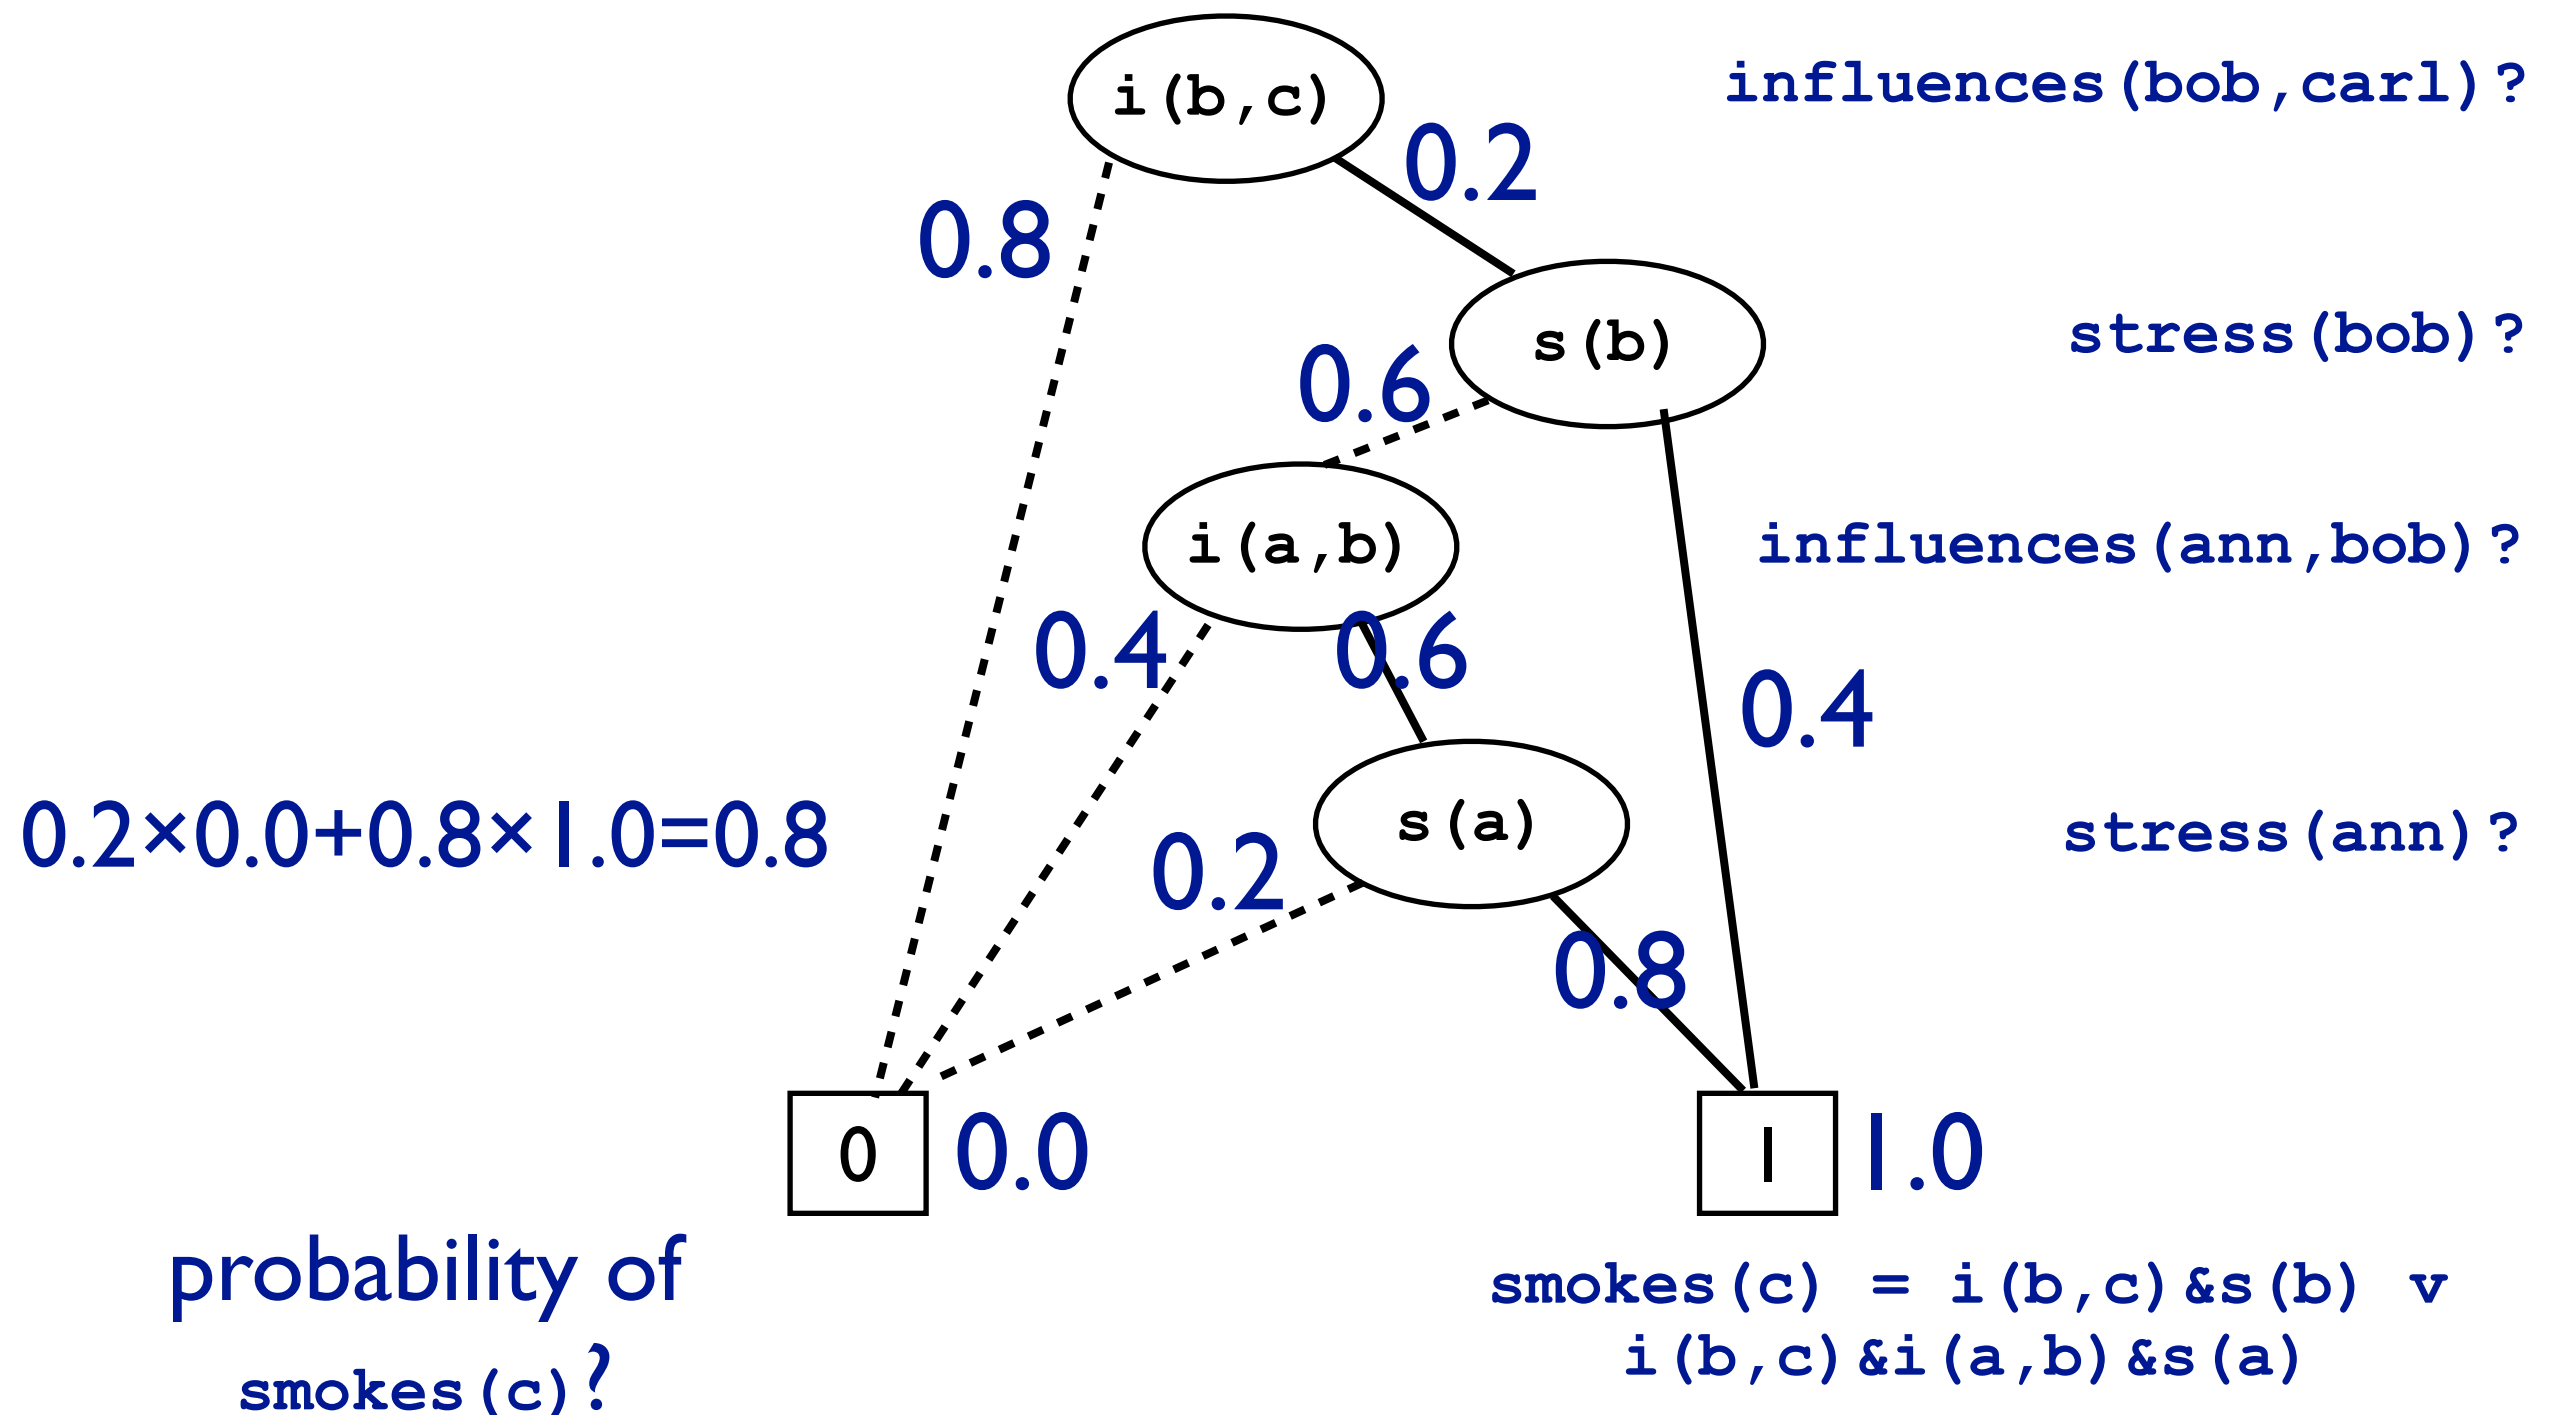 i(b,c)
influences(bob,carl)?
0.2
0.8
s(b)
stress(bob)?
0.6
i(a,b)
influences(ann,bob)?
0.4
0.6
0.4
0.2×0.0+0.8×1.0=0.8
s(a)
stress(ann)?
0.2
0.8
0
0.0
1
1.0
probability of
smokes(c)?
smokes(c) = i(b,c)&s(b) v
i(b,c)&i(a,b)&s(a)